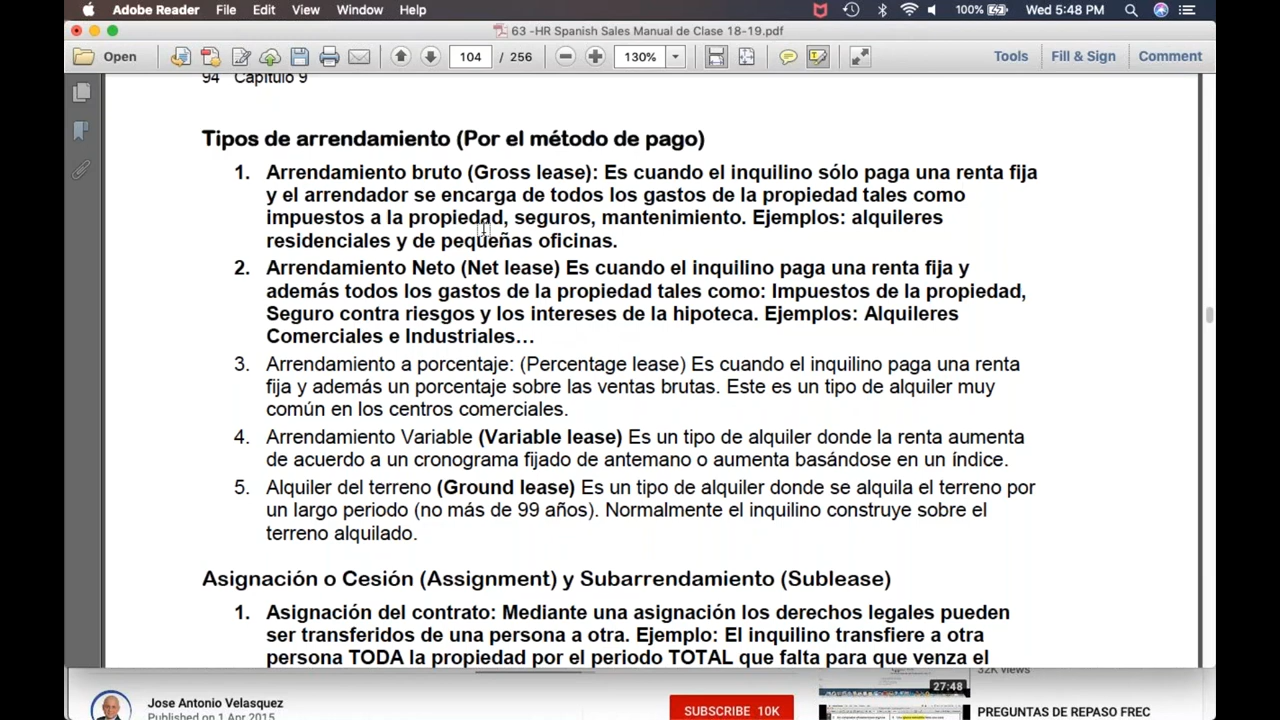 Adobe Reader File Edit View Window Help 100% Wed 5:48 PM
63 -HR Spanish Sales Manual de Clase 18-19.pdf
Open 104 / 256 130% Tools Fill & Sign Comment
94 Capitulo 9
Tipos de arrendamiento (Por el método de pago)
1. Arrendamiento bruto (Gross lease): Es cuando el inquilino sólo paga una renta fija
y el arrendador se encarga de todos los gastos de la propiedad tales como
impuestos a la propiedad, seguros, mantenimiento. Ejemplos: alquileres
residenciales y de pequeñas oficinas.
2. Arrendamiento Neto (Net lease) Es cuando el inquilino paga una renta fija y
además todos los gastos de la propiedad tales como: Impuestos de la propiedad,
Seguro contra riesgos y los intereses de la hipoteca. Ejemplos: Alquileres
Comerciales e Industriales…
3. Arrendamiento a porcentaje: (Percentage lease) Es cuando el inquilino paga una renta
fija y además un porcentaje sobre las ventas brutas. Este es un tipo de alquiler muy
común en los centros comerciales.
4. Arrendamiento Variable (Variable lease) Es un tipo de alquiler donde la renta aumenta
de acuerdo a un cronograma fijado de antemano o aumenta basándose en un índice.
5. Alquiler del terreno (Ground lease) Es un tipo de alquiler donde se alquila el terreno por
un largo periodo (no más de 99 años). Normalmente el inquilino construye sobre el
terreno alquilado.
Asignación o Cesión (Assignment) y Subarrendamiento (Sublease)
1. Asignación del contrato: Mediante una asignación los derechos legales pueden
ser transferidos de una persona a otra. Ejemplo: El inquilino transfiere a otra
persona TODA la propiedad por el periodo TOTAL que falta para que venza el
32K views
27:48
Jose Antonio Velasquez
Published on 1 Apr 2015
SUBSCRIBE 10K
PREGUNTAS DE REPASO FREC